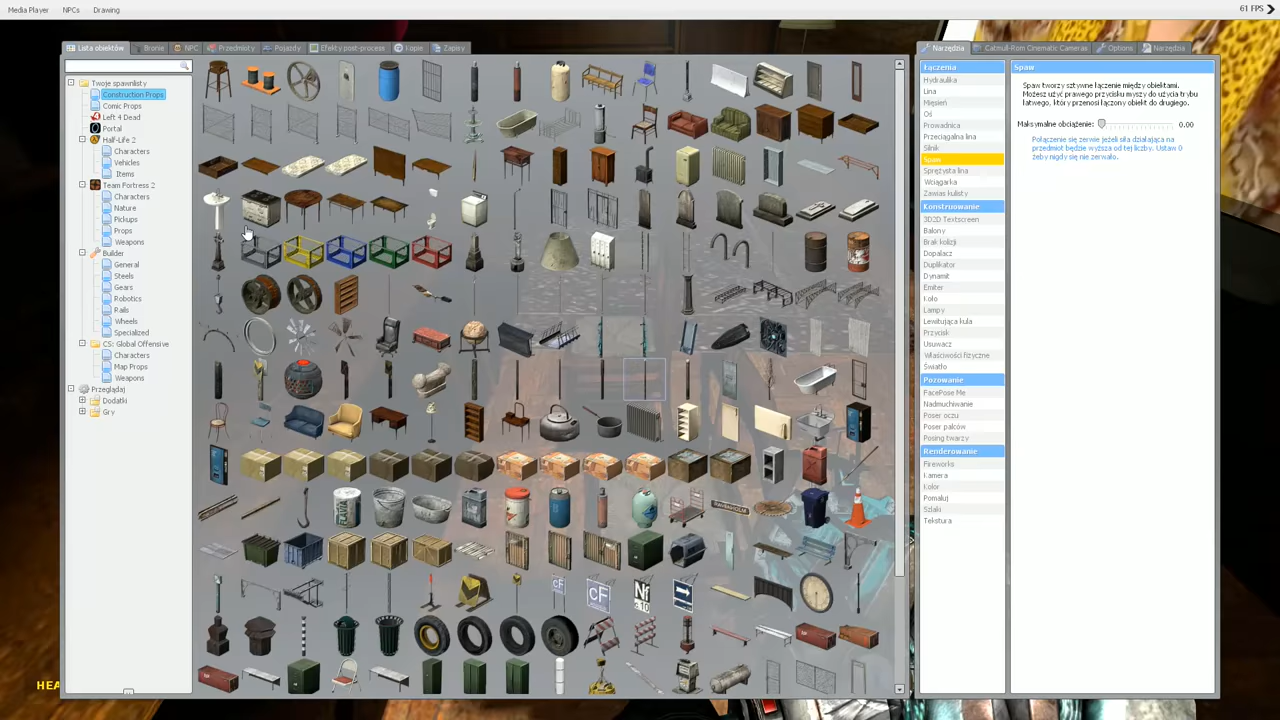 Media Player NPCs Drawing
61 FPS
Lista obiektów Bronie NPC Przedmioty Pojazdy Efekty post-process Kopie Zapisy
Narzędzia Catmull-Rom Cinematic Cameras Options Narzędzia
Twoje spawnlisty
Construction Props
Comic Props
Left 4 Dead
Portal
Half-Life 2
Characters
Vehicles
Items
Team Fortress 2
Characters
Nature
Pickups
Props
Weapons
Builder
General
Steels
Gears
Robotics
Rails
Wheels
Specialized
CS: Global Offensive
Characters
Map Props
Weapons
Przeglądaj
Dodatki
Gry
RAVENHOLM
cF
cF
Nf
HEA
Łączenia
Hydraulika
Lina
Mięsień
Oś
Prowadnica
Przeciągalna lina
Silnik
Spaw
Sprężysta lina
Wciągarka
Zawias kulisty
Konstruowanie
3D2D Textscreen
Balony
Brak kolizji
Dopalacz
Duplikator
Dynamit
Emiter
Koło
Lampy
Lewitująca kula
Przycisk
Usuwacz
Właściwości fizyczne
Światło
Pozowanie
FacePose Me
Nadmuchiwanie
Poser oczu
Poser palców
Posing twarzy
Renderowanie
Fireworks
Kamera
Kolor
Pomaluj
Szlaki
Tekstura
Spaw
Spaw tworzy sztywne łączenie między obiektami.
Możesz użyć prawego przycisku myszy do użycia trybu
łatwego, który przenosi łączony obiekt do drugiego.
Maksymalne obciążenie: 0.00
Połączenie się zerwie jeżeli siła działająca na
przedmiot będzie wyższa od tej liczby. Ustaw 0
żeby nigdy się nie zerwało.